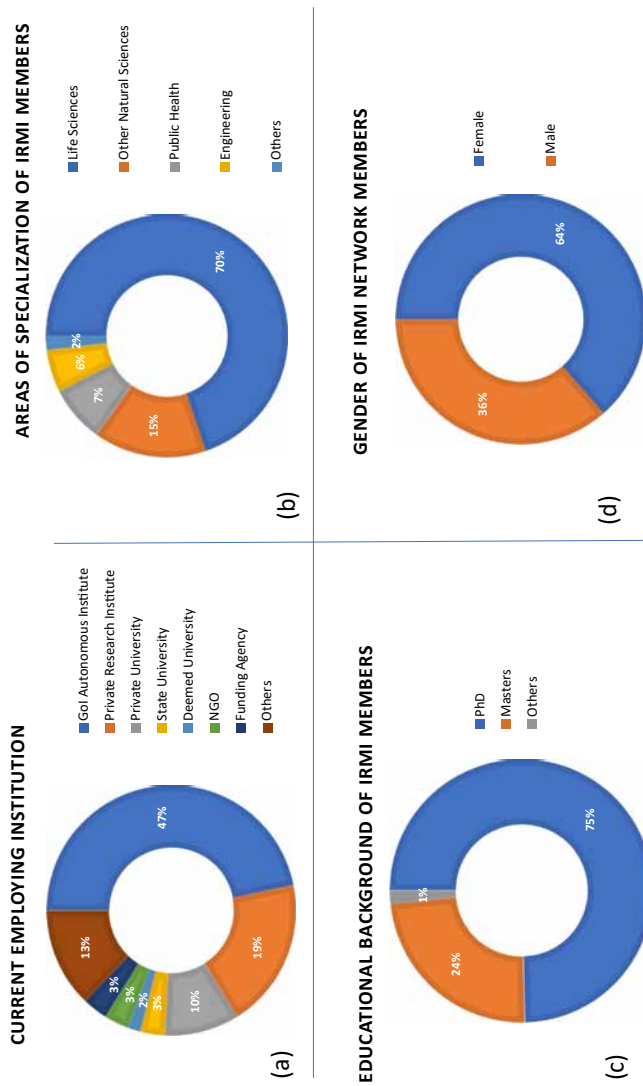 CURRENT EMPLOYING INSTITUTION
47%
19%
10%
3%
2%
3%
3%
13%
GoI Autonomous Institute
Private Research Institute
Private University
State University
Deemed University
NGO
Funding Agency
Others
(a)
AREAS OF SPECIALIZATION OF IRMI MEMBERS
70%
15%
7%
6%
2%
Life Sciences
Other Natural Sciences
Public Health
Engineering
Others
(b)
EDUCATIONAL BACKGROUND OF IRMI MEMBERS
75%
24%
1%
PhD
Masters
Others
(c)
GENDER OF IRMI NETWORK MEMBERS
64%
36%
Female
Male
(d)